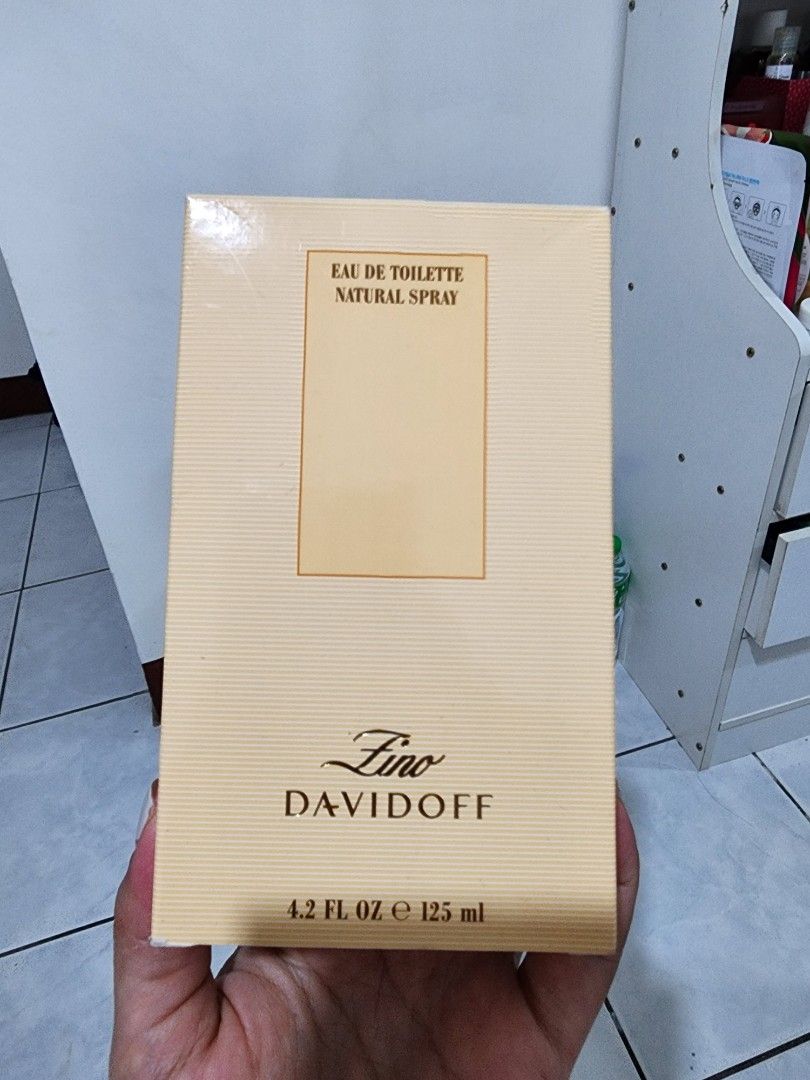 EAU DE TOILETTE
NATURAL SPRAY
Zino
DAVIDOFF
4.2 FL OZ ℮ 125 ml